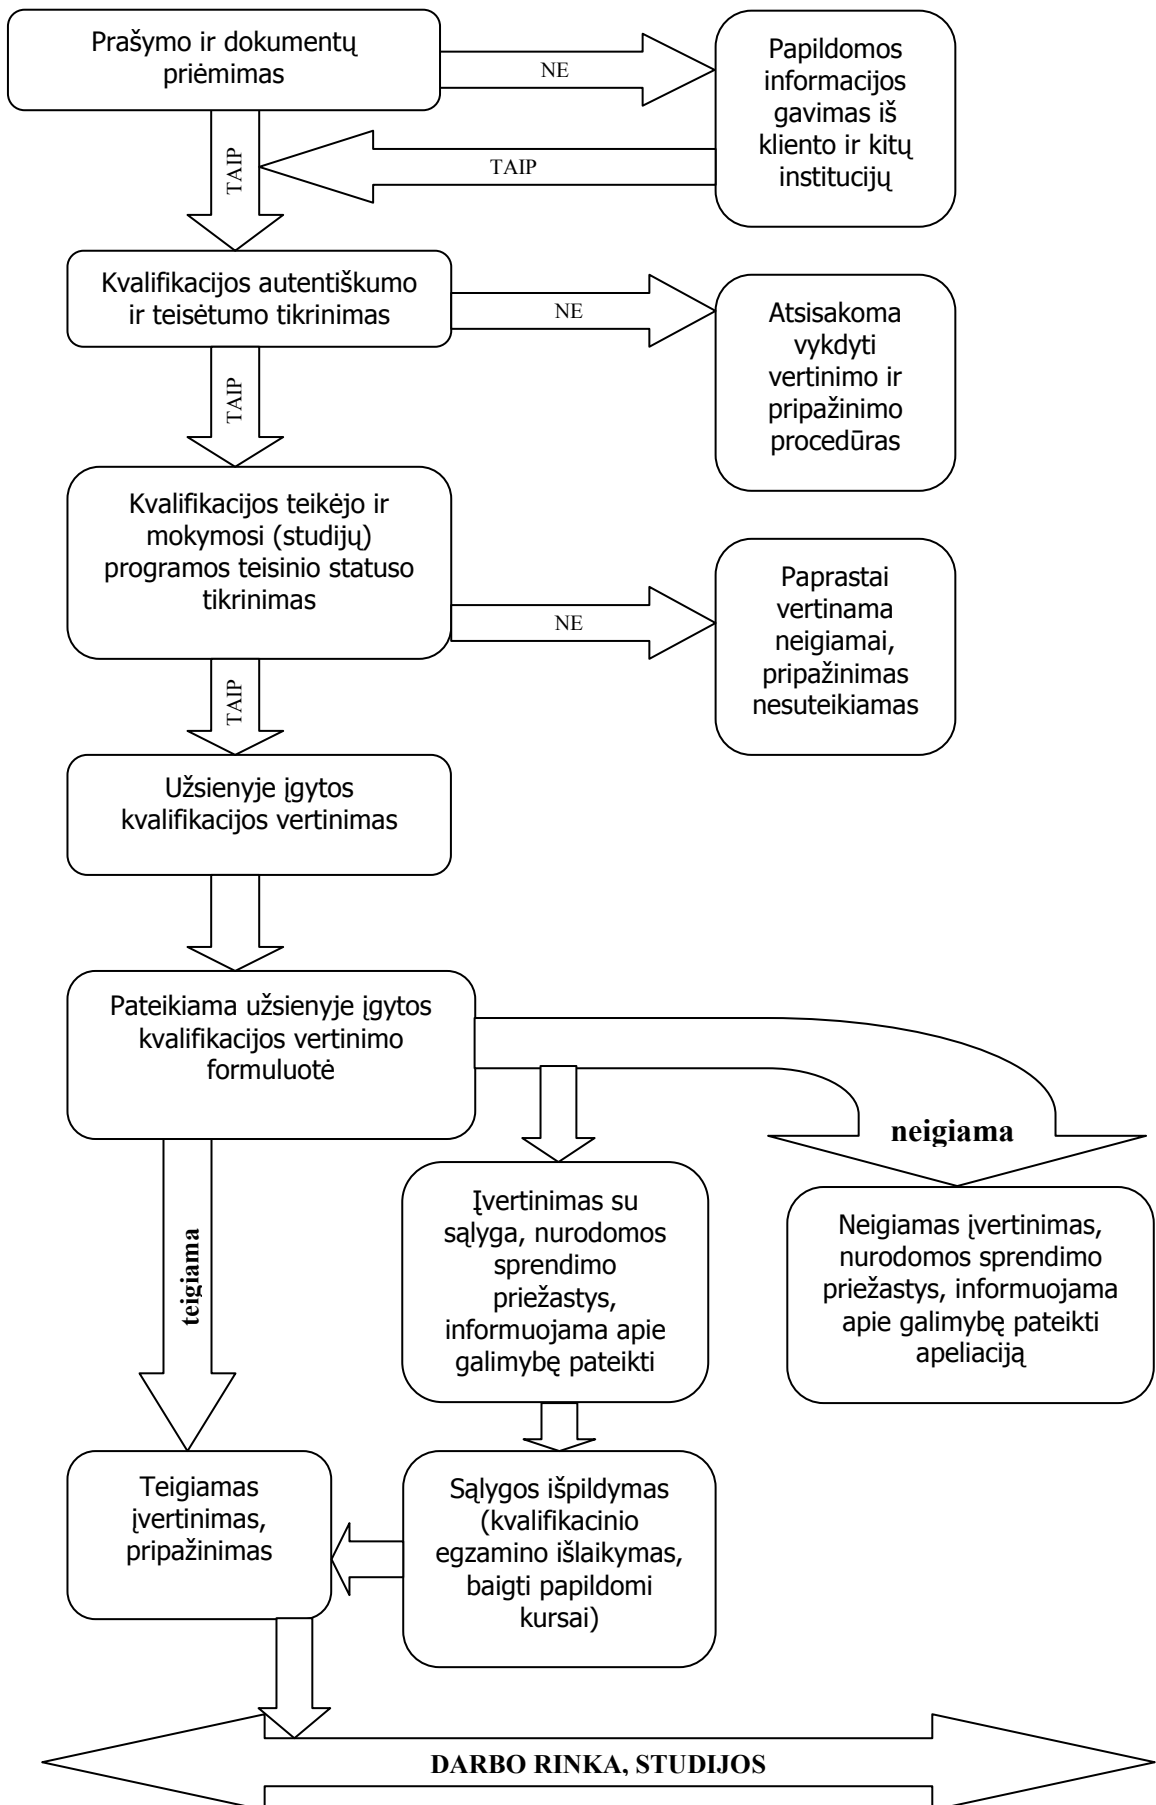 Prašymo ir dokumentų
priėmimas
NE
Papildomos
informacijos
gavimas iš
kliento ir kitų
institucijų
TAIP
TAIP
Kvalifikacijos autentiškumo
ir teisėtumo tikrinimas
NE
Atsisakoma
vykdyti
vertinimo ir
pripažinimo
procedūras
TAIP
Kvalifikacijos teikėjo ir
mokymosi (studijų)
programos teisinio statuso
tikrinimas
NE
Paprastai
vertinama
neigiamai,
pripažinimas
nesuteikiamas
TAIP
Užsienyje įgytos
kvalifikacijos vertinimas
Pateikiama užsienyje įgytos
kvalifikacijos vertinimo
formuluotė
neigiama
teigiama
Įvertinimas su
sąlyga, nurodomos
sprendimo
priežastys,
informuojama apie
galimybę pateikti
Neigiamas įvertinimas,
nurodomos sprendimo
priežastys, informuojama
apie galimybę pateikti
apeliaciją
Teigiamas
įvertinimas,
pripažinimas
Sąlygos išpildymas
(kvalifikacinio
egzamino išlaikymas,
baigti papildomi
kursai)
DARBO RINKA, STUDIJOS